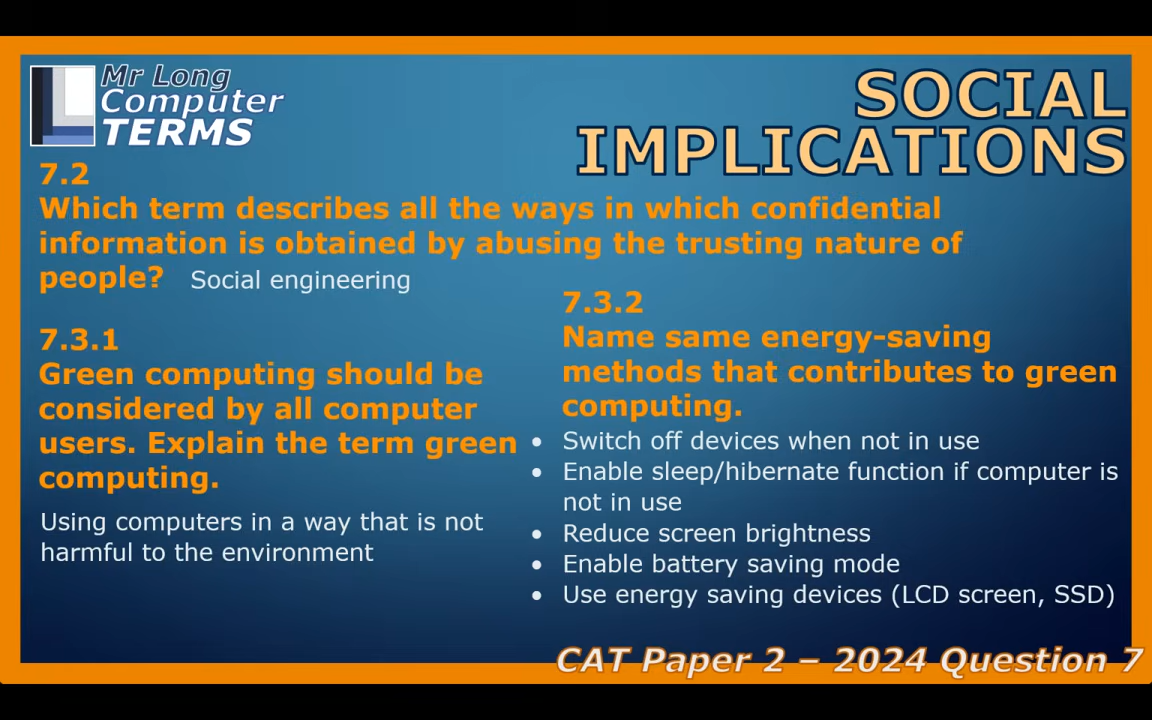 Mr Long
Computer
TERMS
SOCIAL
IMPLICATIONS
7.2
Which term describes all the ways in which confidential
information is obtained by abusing the trusting nature of
people? Social engineering
7.3.1
Green computing should be
considered by all computer
users. Explain the term green
computing.
Using computers in a way that is not
harmful to the environment
7.3.2
Name same energy-saving
methods that contributes to green
computing.
• Switch off devices when not in use
• Enable sleep/hibernate function if computer is
not in use
• Reduce screen brightness
• Enable battery saving mode
• Use energy saving devices (LCD screen, SSD)
CAT Paper 2 – 2024 Question 7